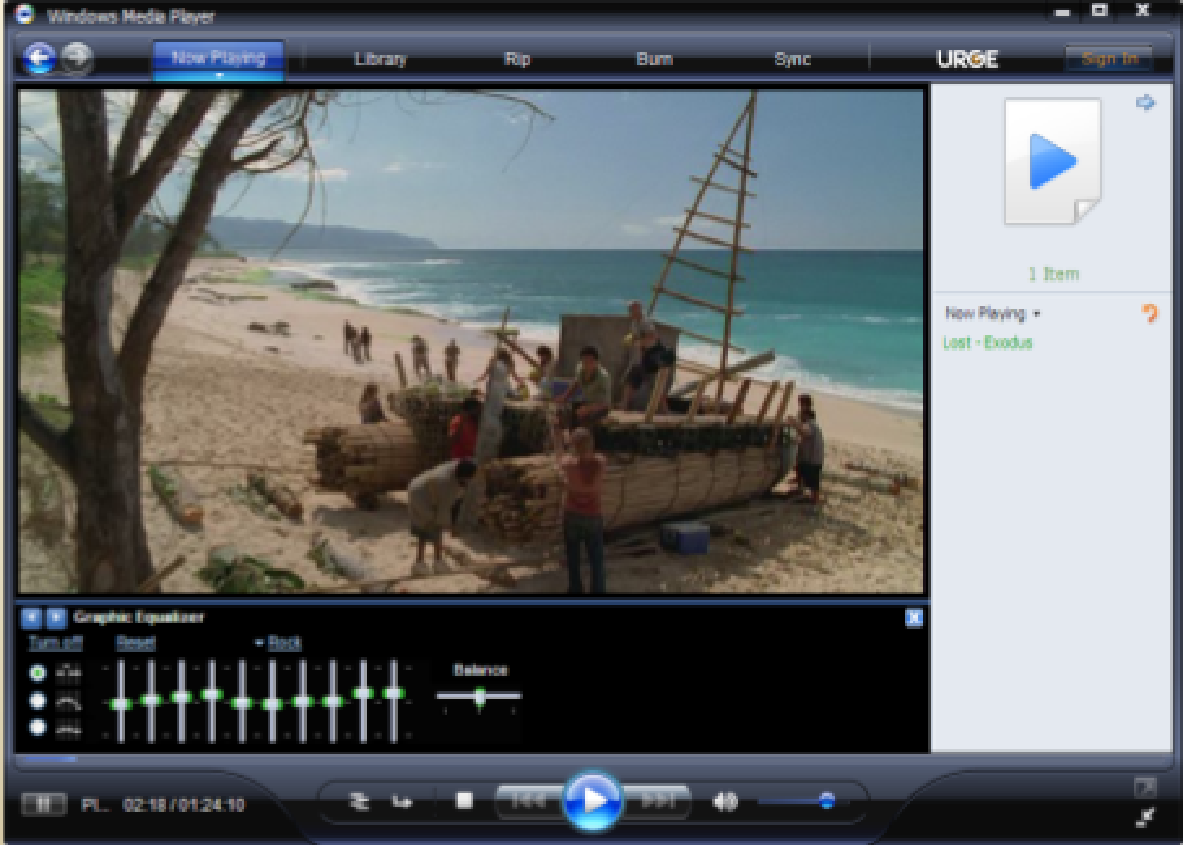 Windows Media Player
Now Playing Library Rip Burn Sync URGE Sign In
1 Item
Now Playing
Lost - Exodus
Graphic Equalizer
Turn off Reset Rock
Balance
Pl... 02:18 / 01:24:10